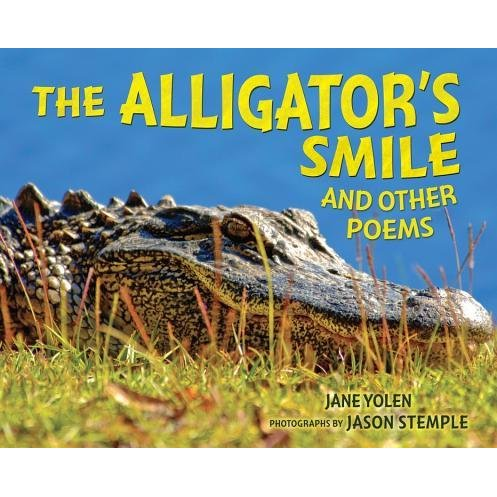 THE ALLIGATOR'S
SMILE
AND OTHER
POEMS
JANE YOLEN
PHOTOGRAPHS BY JASON STEMPLE